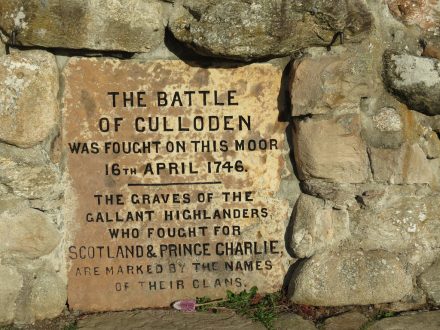 THE BATTLE
OF CULLODEN
WAS FOUGHT ON THIS MOOR
16TH APRIL 1746.
THE GRAVES OF THE
GALLANT HIGHLANDERS
WHO FOUGHT FOR
SCOTLAND & PRINCE CHARLIE,
ARE MARKED BY THE NAMES
OF THEIR CLANS.